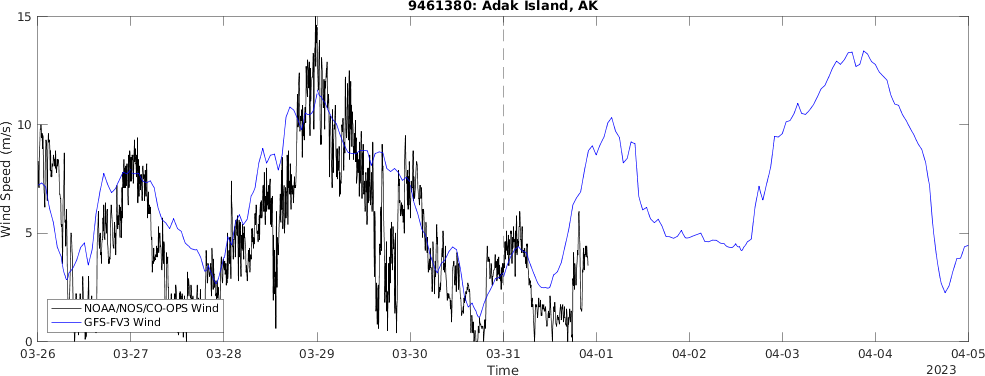 9461380: Adak Island, AK
15
10
5
0
Wind Speed (m/s)
NOAA/NOS/CO-OPS Wind
GFS-FV3 Wind
03-26 03-27 03-28 03-29 03-30 03-31 04-01 04-02 04-03 04-04 04-05
Time
2023